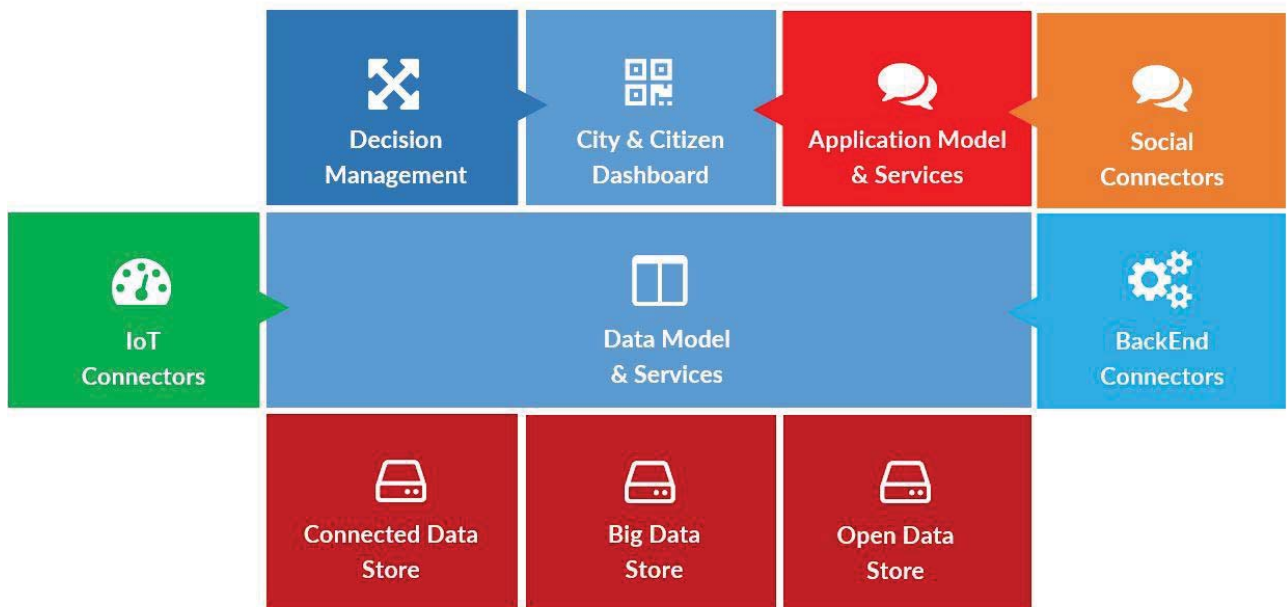 Decision
Management
City & Citizen
Dashboard
Application Model
& Services
Social
Connectors
IoT
Connectors
Data Model
& Services
BackEnd
Connectors
Connected Data
Store
Big Data
Store
Open Data
Store